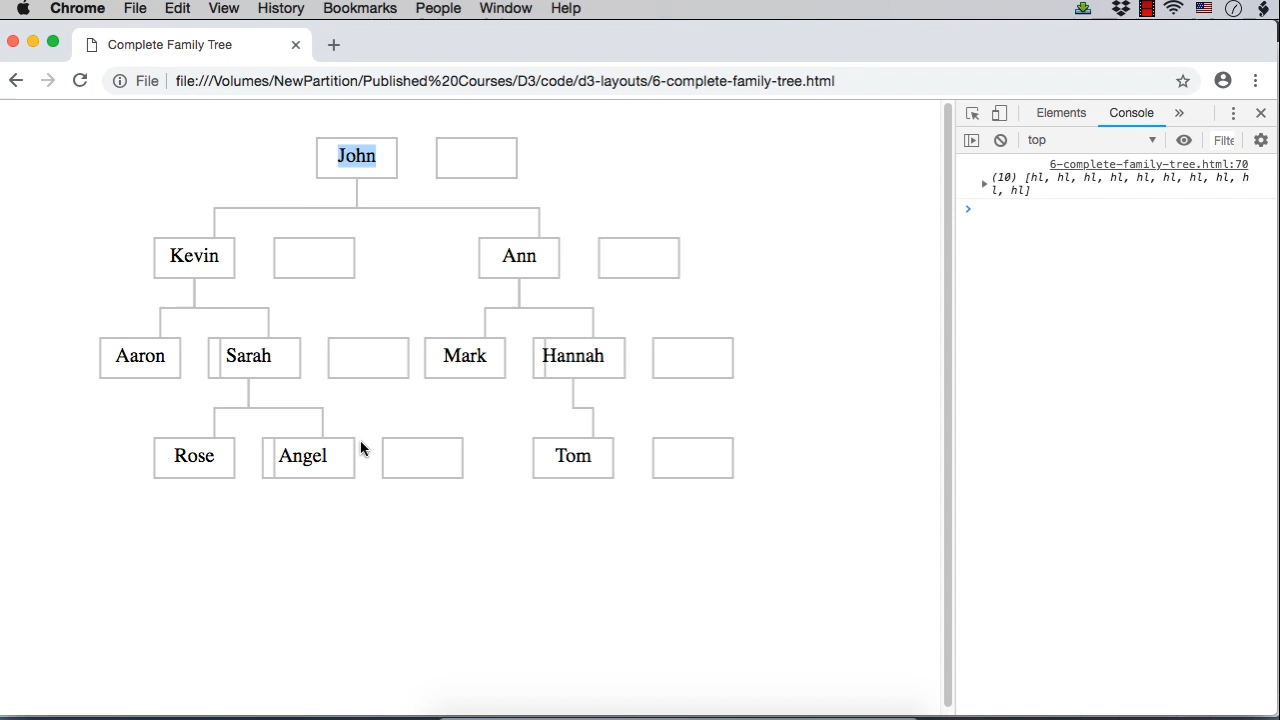 Chrome File Edit View History Bookmarks People Window Help
Complete Family Tree
File file:///Volumes/NewPartition/Published%20Courses/D3/code/d3-layouts/6-complete-family-tree.html
Elements Console
top Filte
6-complete-family-tree.html:70
(10) [hl, hl, hl, hl, hl, hl, hl, hl, h
l, hl]
John
Kevin Ann
Aaron Sarah Mark Hannah
Rose Angel Tom